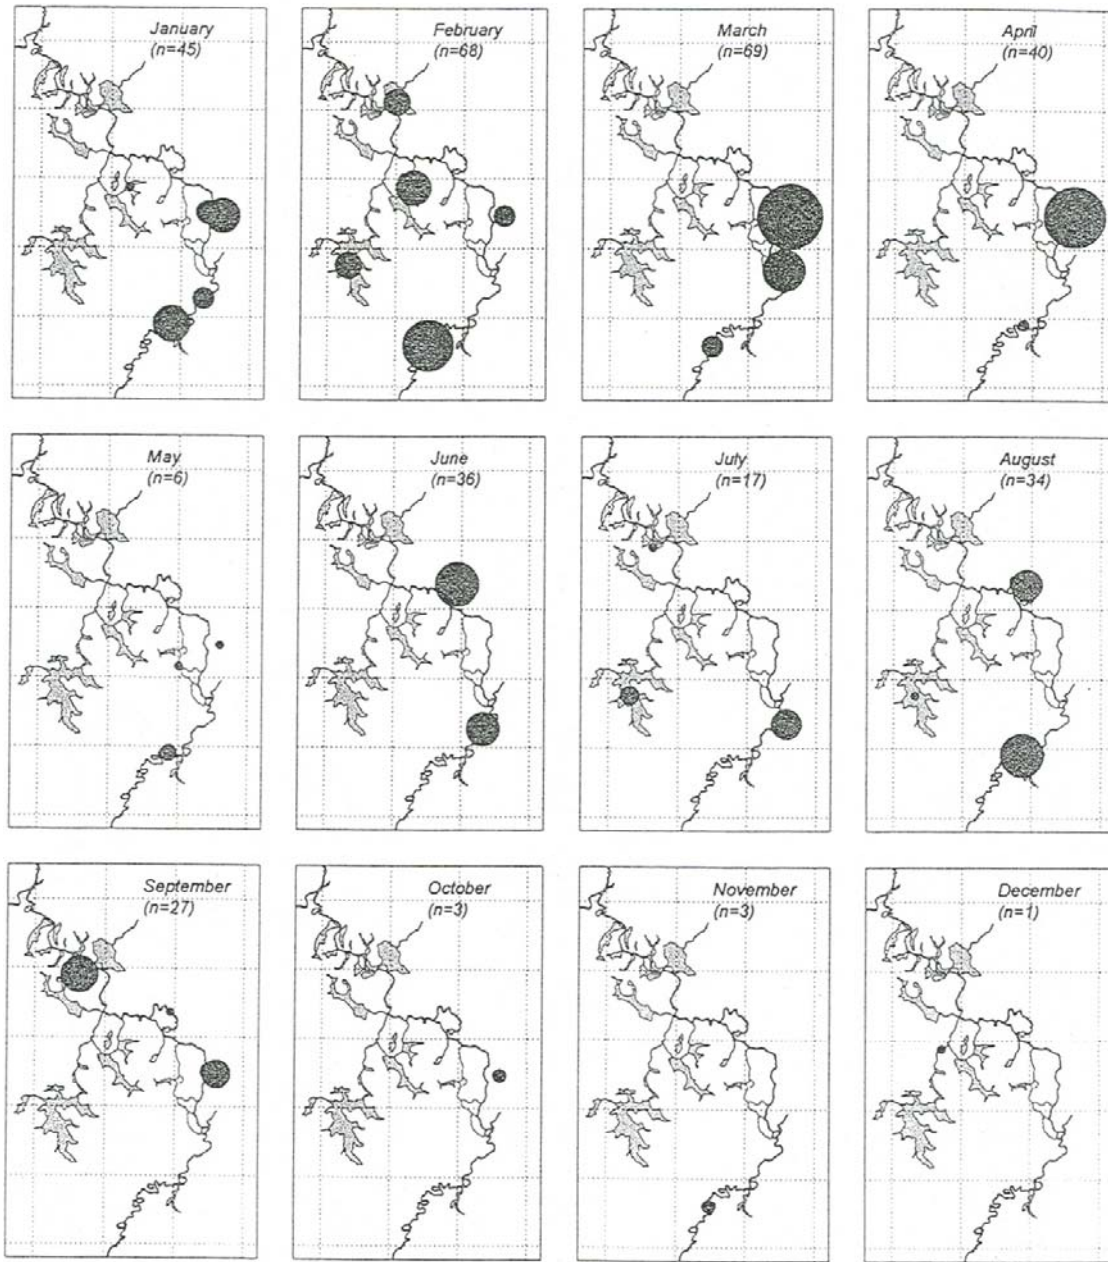 January
(n=45)
February
(n=68)
March
(n=69)
April
(n=40)
May
(n=6)
June
(n=36)
July
(n=17)
August
(n=34)
September
(n=27)
October
(n=3)
November
(n=3)
December
(n=1)